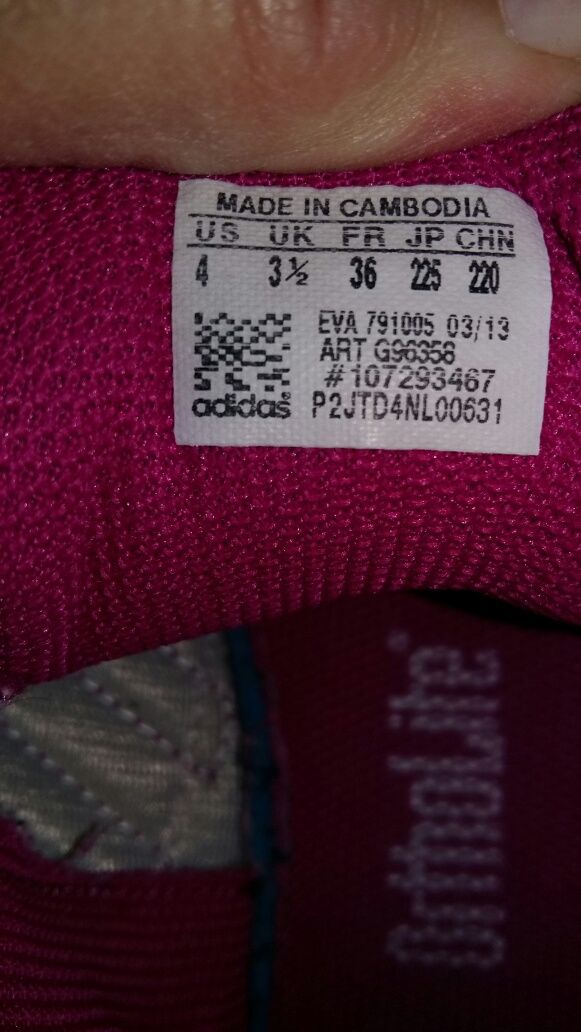 MADE IN CAMBODIA
US UK FR JP CHN
4 3½ 36 225 220
EVA 791005 03/13
ART G96358
#107293467
adidas® P2JTD4NL00631
OrthoLite®